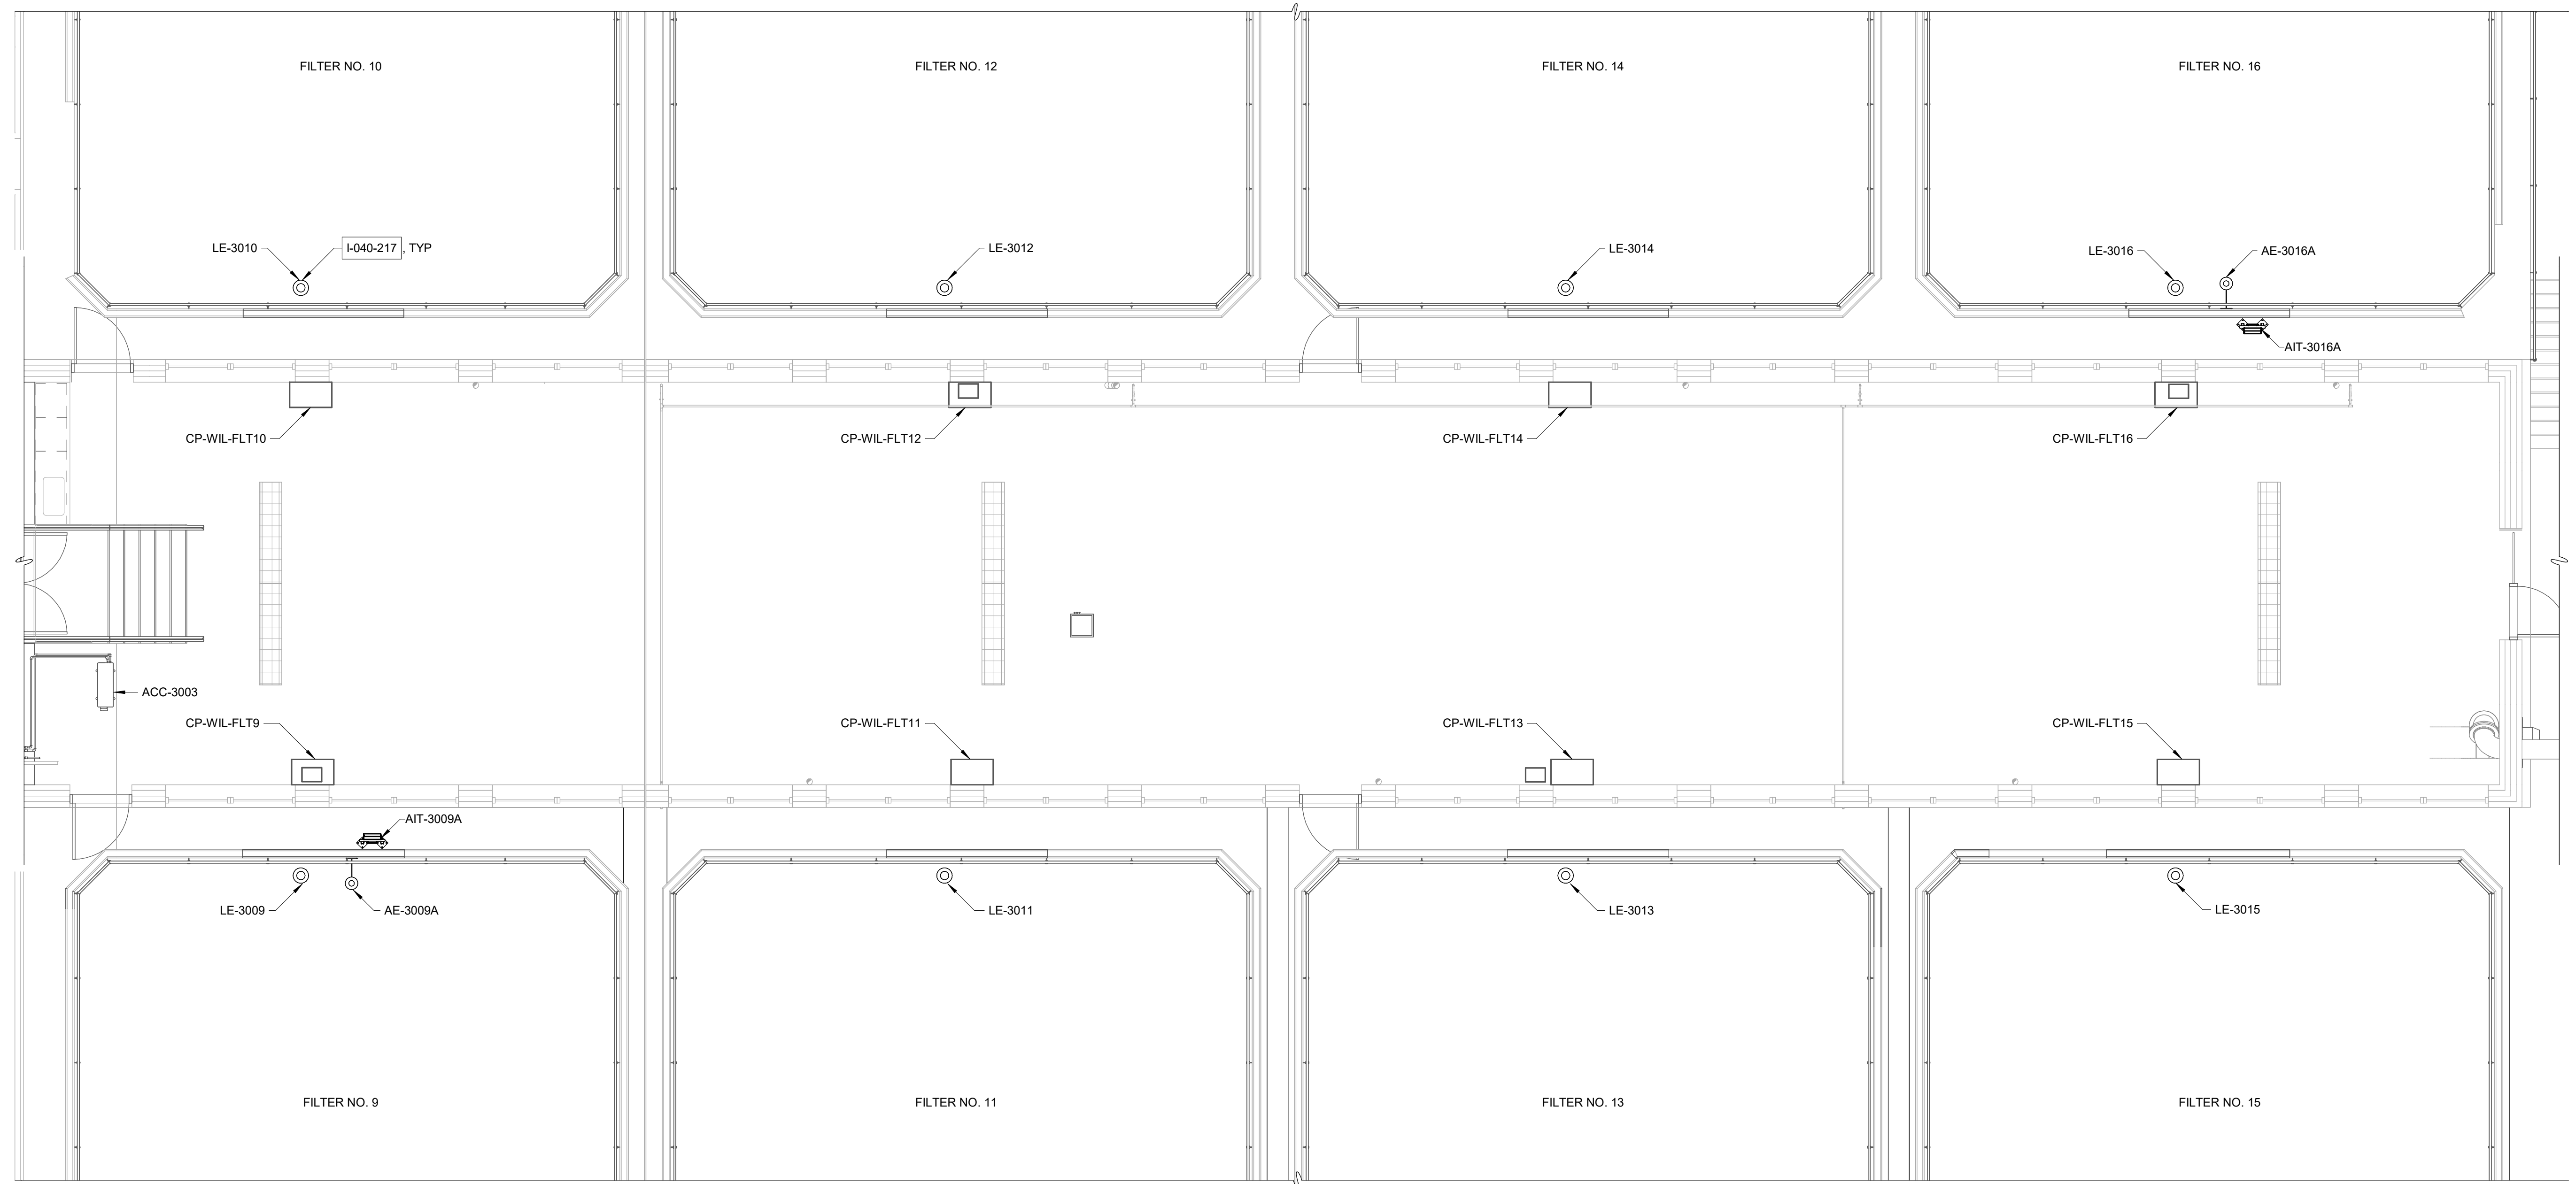 FILTER NO. 10
FILTER NO. 12
FILTER NO. 14
FILTER NO. 16
LE-3010
I-040-217, TYP
LE-3012
LE-3014
LE-3016
AE-3016A
AIT-3016A
CP-WIL-FLT10
CP-WIL-FLT12
CP-WIL-FLT14
CP-WIL-FLT16
ACC-3003
CP-WIL-FLT9
CP-WIL-FLT11
CP-WIL-FLT13
CP-WIL-FLT15
AIT-3009A
LE-3009
AE-3009A
LE-3011
LE-3013
LE-3015
FILTER NO. 9
FILTER NO. 11
FILTER NO. 13
FILTER NO. 15